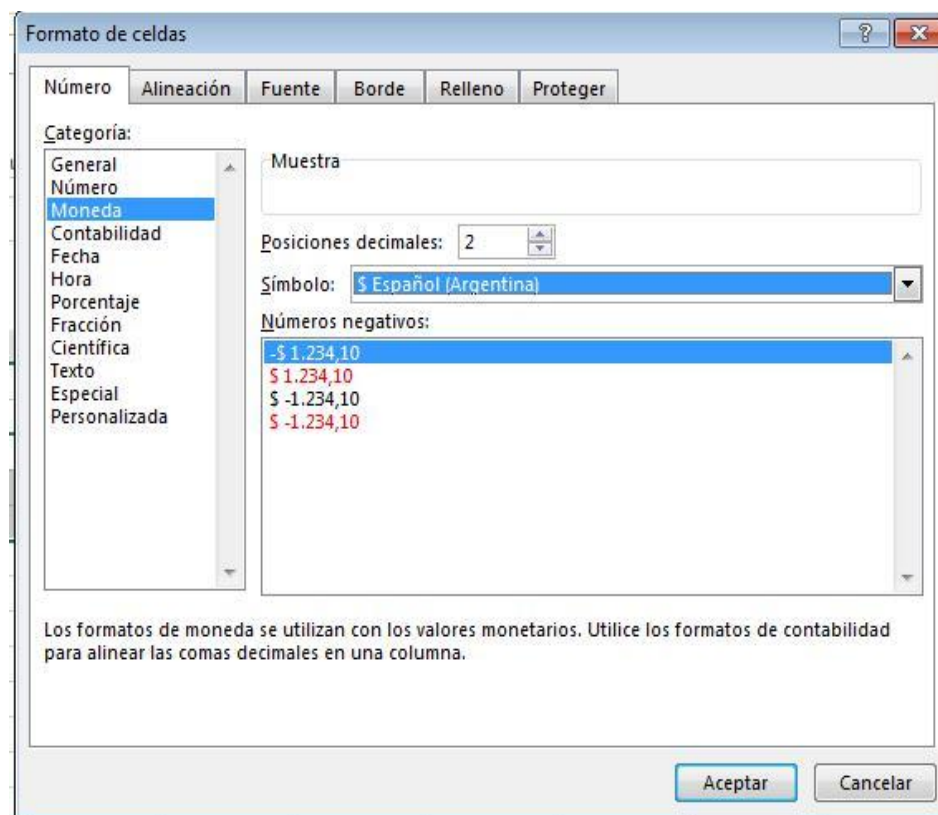 Formato de celdas
Número Alineación Fuente Borde Relleno Proteger
Categoría:
General
Número
Moneda
Contabilidad
Fecha
Hora
Porcentaje
Fracción
Científica
Texto
Especial
Personalizada
Muestra
Posiciones decimales: 2
Símbolo: $ Español (Argentina)
Números negativos:
-$ 1.234,10
$ 1.234,10
$ -1.234,10
$ -1.234,10
Los formatos de moneda se utilizan con los valores monetarios. Utilice los formatos de contabilidad
para alinear las comas decimales en una columna.
Aceptar Cancelar